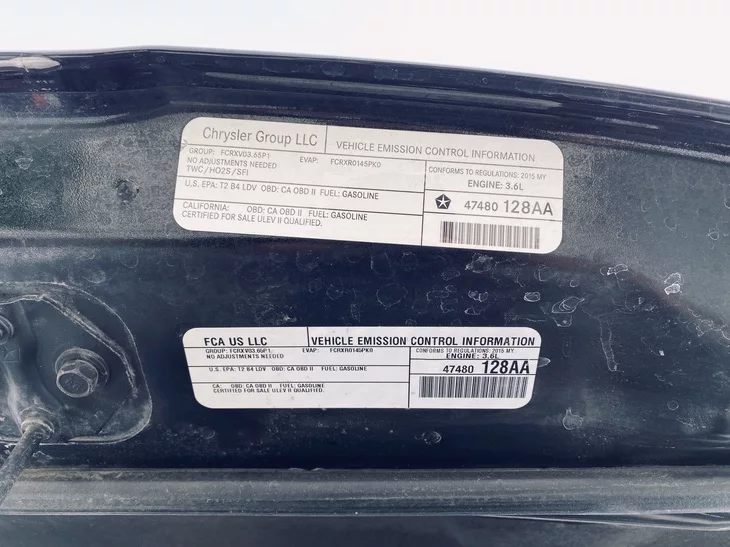 Chrysler Group LLC
VEHICLE EMISSION CONTROL INFORMATION
GROUP: FCRXV03.65P1 EVAP: FCRXR0145PK0
NO ADJUSTMENTS NEEDED
TWC/HO2S/SFI
CONFORMS TO REGULATIONS: 2015 MY
ENGINE: 3.6L
U.S. EPA: T2 B4 LDV OBD: CA OBD II FUEL: GASOLINE
47480 128AA
CALIFORNIA: OBD: CA OBD II FUEL: GASOLINE
CERTIFIED FOR SALE ULEV II QUALIFIED.
FCA US LLC
VEHICLE EMISSION CONTROL INFORMATION
GROUP: FCRXV03.65P1 EVAP: FCRXR0145PK0
NO ADJUSTMENTS NEEDED
CONFORMS TO REGULATIONS: 2015 MY
ENGINE: 3.6L
U.S. EPA: T2 B4 LDV OBD: CA OBD II FUEL: GASOLINE
47480 128AA
CA: OBD: CA OBD II FUEL: GASOLINE
CERTIFIED FOR SALE ULEV II QUALIFIED.